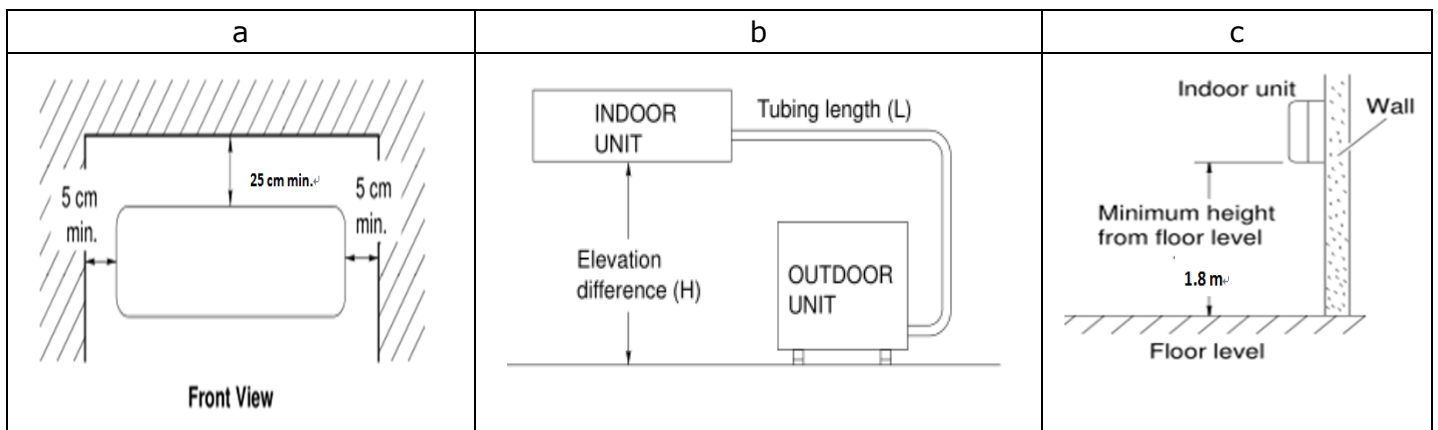 a
b
c
25 cm min.
5 cm
min.
5 cm
min.
Front View
INDOOR
UNIT
Tubing length (L)
Elevation
difference (H)
OUTDOOR
UNIT
Indoor unit
Wall
Minimum height
from floor level
1.8 m
Floor level